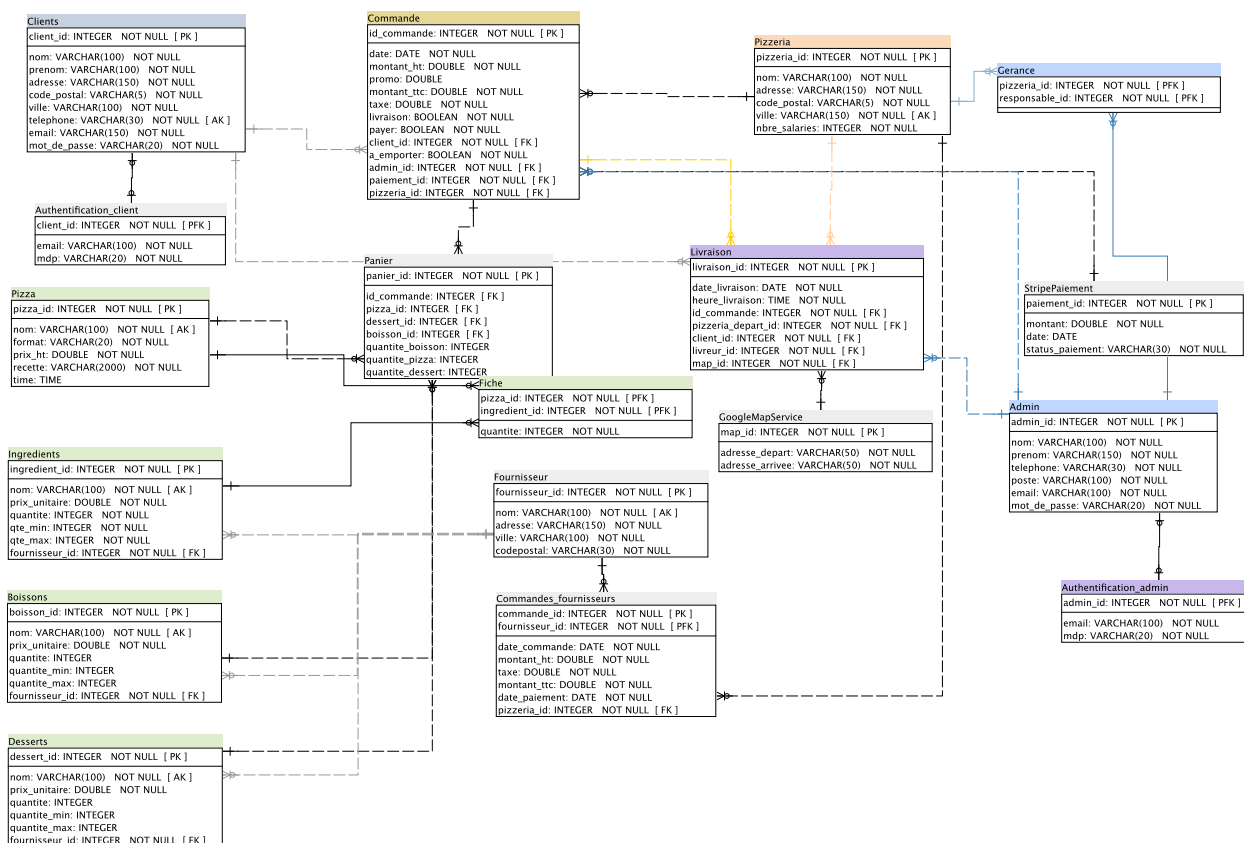 Clients
client_id: INTEGER NOT NULL [ PK ]
nom: VARCHAR(100) NOT NULL
prenom: VARCHAR(100) NOT NULL
adresse: VARCHAR(150) NOT NULL
code_postal: VARCHAR(5) NOT NULL
ville: VARCHAR(100) NOT NULL
telephone: VARCHAR(30) NOT NULL [ AK ]
email: VARCHAR(150) NOT NULL
mot_de_passe: VARCHAR(20) NOT NULL
Commande
id_commande: INTEGER NOT NULL [ PK ]
date: DATE NOT NULL
montant_ht: DOUBLE NOT NULL
promo: DOUBLE
montant_ttc: DOUBLE NOT NULL
taxe: DOUBLE NOT NULL
livraison: BOOLEAN NOT NULL
payer: BOOLEAN NOT NULL
client_id: INTEGER NOT NULL [ FK ]
a_emporter: BOOLEAN NOT NULL
admin_id: INTEGER NOT NULL [ FK ]
paiement_id: INTEGER NOT NULL [ FK ]
pizzeria_id: INTEGER NOT NULL [ FK ]
Pizzeria
pizzeria_id: INTEGER NOT NULL [ PK ]
nom: VARCHAR(100) NOT NULL
adresse: VARCHAR(150) NOT NULL
code_postal: VARCHAR(5) NOT NULL
ville: VARCHAR(150) NOT NULL [ AK ]
nbre_salaries: INTEGER NOT NULL
Gerance
pizzeria_id: INTEGER NOT NULL [ PFK ]
responsable_id: INTEGER NOT NULL [ PFK ]
Authentification_client
client_id: INTEGER NOT NULL [ PFK ]
email: VARCHAR(100) NOT NULL
mdp: VARCHAR(20) NOT NULL
Panier
panier_id: INTEGER NOT NULL [ PK ]
id_commande: INTEGER [ FK ]
pizza_id: INTEGER [ FK ]
dessert_id: INTEGER [ FK ]
boisson_id: INTEGER [ FK ]
quantite_boisson: INTEGER
quantite_pizza: INTEGER
quantite_dessert: INTEGER
Livraison
livraison_id: INTEGER NOT NULL [ PK ]
date_livraison: DATE NOT NULL
heure_livraison: TIME NOT NULL
id_commande: INTEGER NOT NULL [ FK ]
pizzeria_depart_id: INTEGER NOT NULL [ FK ]
client_id: INTEGER NOT NULL [ FK ]
livreur_id: INTEGER NOT NULL [ FK ]
map_id: INTEGER NOT NULL [ FK ]
StripePaiement
paiement_id: INTEGER NOT NULL [ PK ]
montant: DOUBLE NOT NULL
date: DATE
status_paiement: VARCHAR(30) NOT NULL
Pizza
pizza_id: INTEGER NOT NULL [ PK ]
nom: VARCHAR(100) NOT NULL [ AK ]
format: VARCHAR(20) NOT NULL
prix_ht: DOUBLE NOT NULL
recette: VARCHAR(2000) NOT NULL
time: TIME
Fiche
pizza_id: INTEGER NOT NULL [ PFK ]
ingredient_id: INTEGER NOT NULL [ PFK ]
quantite: INTEGER NOT NULL
GoogleMapService
map_id: INTEGER NOT NULL [ PK ]
adresse_depart: VARCHAR(50) NOT NULL
adresse_arrivee: VARCHAR(50) NOT NULL
Admin
admin_id: INTEGER NOT NULL [ PK ]
nom: VARCHAR(100) NOT NULL
prenom: VARCHAR(150) NOT NULL
telephone: VARCHAR(30) NOT NULL
poste: VARCHAR(100) NOT NULL
email: VARCHAR(100) NOT NULL
mot_de_passe: VARCHAR(20) NOT NULL
Ingredients
ingredient_id: INTEGER NOT NULL [ PK ]
nom: VARCHAR(100) NOT NULL [ AK ]
prix_unitaire: DOUBLE NOT NULL
quantite: INTEGER NOT NULL
qte_min: INTEGER NOT NULL
qte_max: INTEGER NOT NULL
fournisseur_id: INTEGER NOT NULL [ FK ]
Fournisseur
fournisseur_id: INTEGER NOT NULL [ PK ]
nom: VARCHAR(100) NOT NULL [ AK ]
adresse: VARCHAR(150) NOT NULL
ville: VARCHAR(100) NOT NULL
codepostal: VARCHAR(30) NOT NULL
Boissons
boisson_id: INTEGER NOT NULL [ PK ]
nom: VARCHAR(100) NOT NULL [ AK ]
prix_unitaire: DOUBLE NOT NULL
quantite: INTEGER
quantite_min: INTEGER
quantite_max: INTEGER
fournisseur_id: INTEGER NOT NULL [ FK ]
Commandes_fournisseurs
commande_id: INTEGER NOT NULL [ PK ]
fournisseur_id: INTEGER NOT NULL [ PFK ]
date_commande: DATE NOT NULL
montant_ht: DOUBLE NOT NULL
taxe: DOUBLE NOT NULL
montant_ttc: DOUBLE NOT NULL
date_paiement: DATE NOT NULL
pizzeria_id: INTEGER NOT NULL [ FK ]
Authentification_admin
admin_id: INTEGER NOT NULL [ PFK ]
email: VARCHAR(100) NOT NULL
mdp: VARCHAR(20) NOT NULL
Desserts
dessert_id: INTEGER NOT NULL [ PK ]
nom: VARCHAR(100) NOT NULL [ AK ]
prix_unitaire: DOUBLE NOT NULL
quantite: INTEGER
quantite_min: INTEGER
quantite_max: INTEGER
fournisseur_id: INTEGER NOT NULL [ FK ]